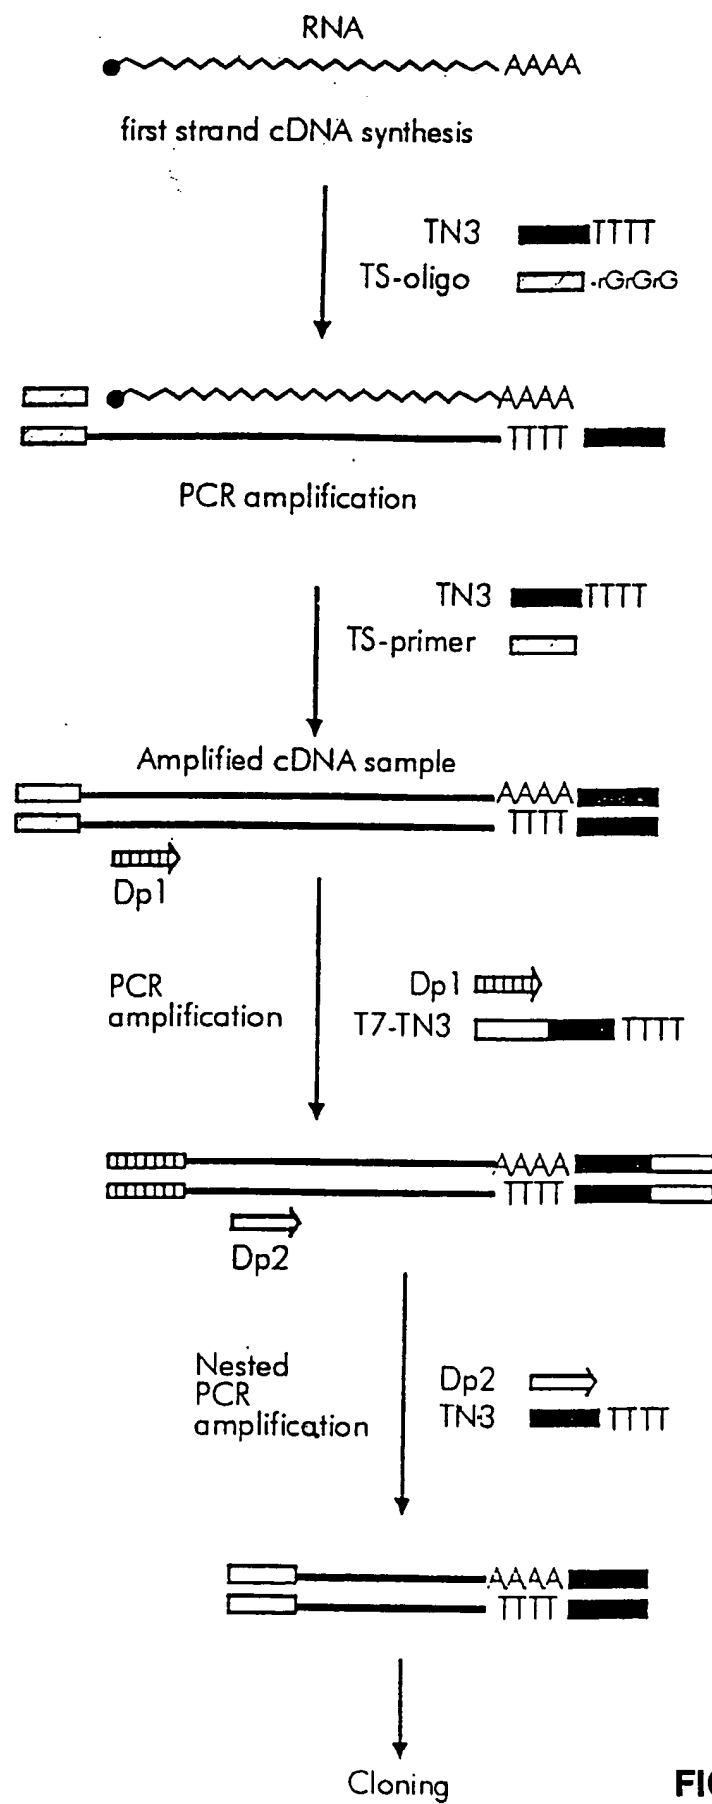 RNA
AAAA
first strand cDNA synthesis
TN3 TTTT
TS-oligo -rGrGrG
AAAA
TTTT
PCR amplification
TN3 TTTT
TS-primer
Amplified cDNA sample
AAAA
TTTT
Dp1
PCR
amplification
Dp1
T7-TN3 TTTT
AAAA
TTTT
Dp2
Nested
PCR
amplification
Dp2
TN-3 TTTT
AAAA
TTTT
Cloning